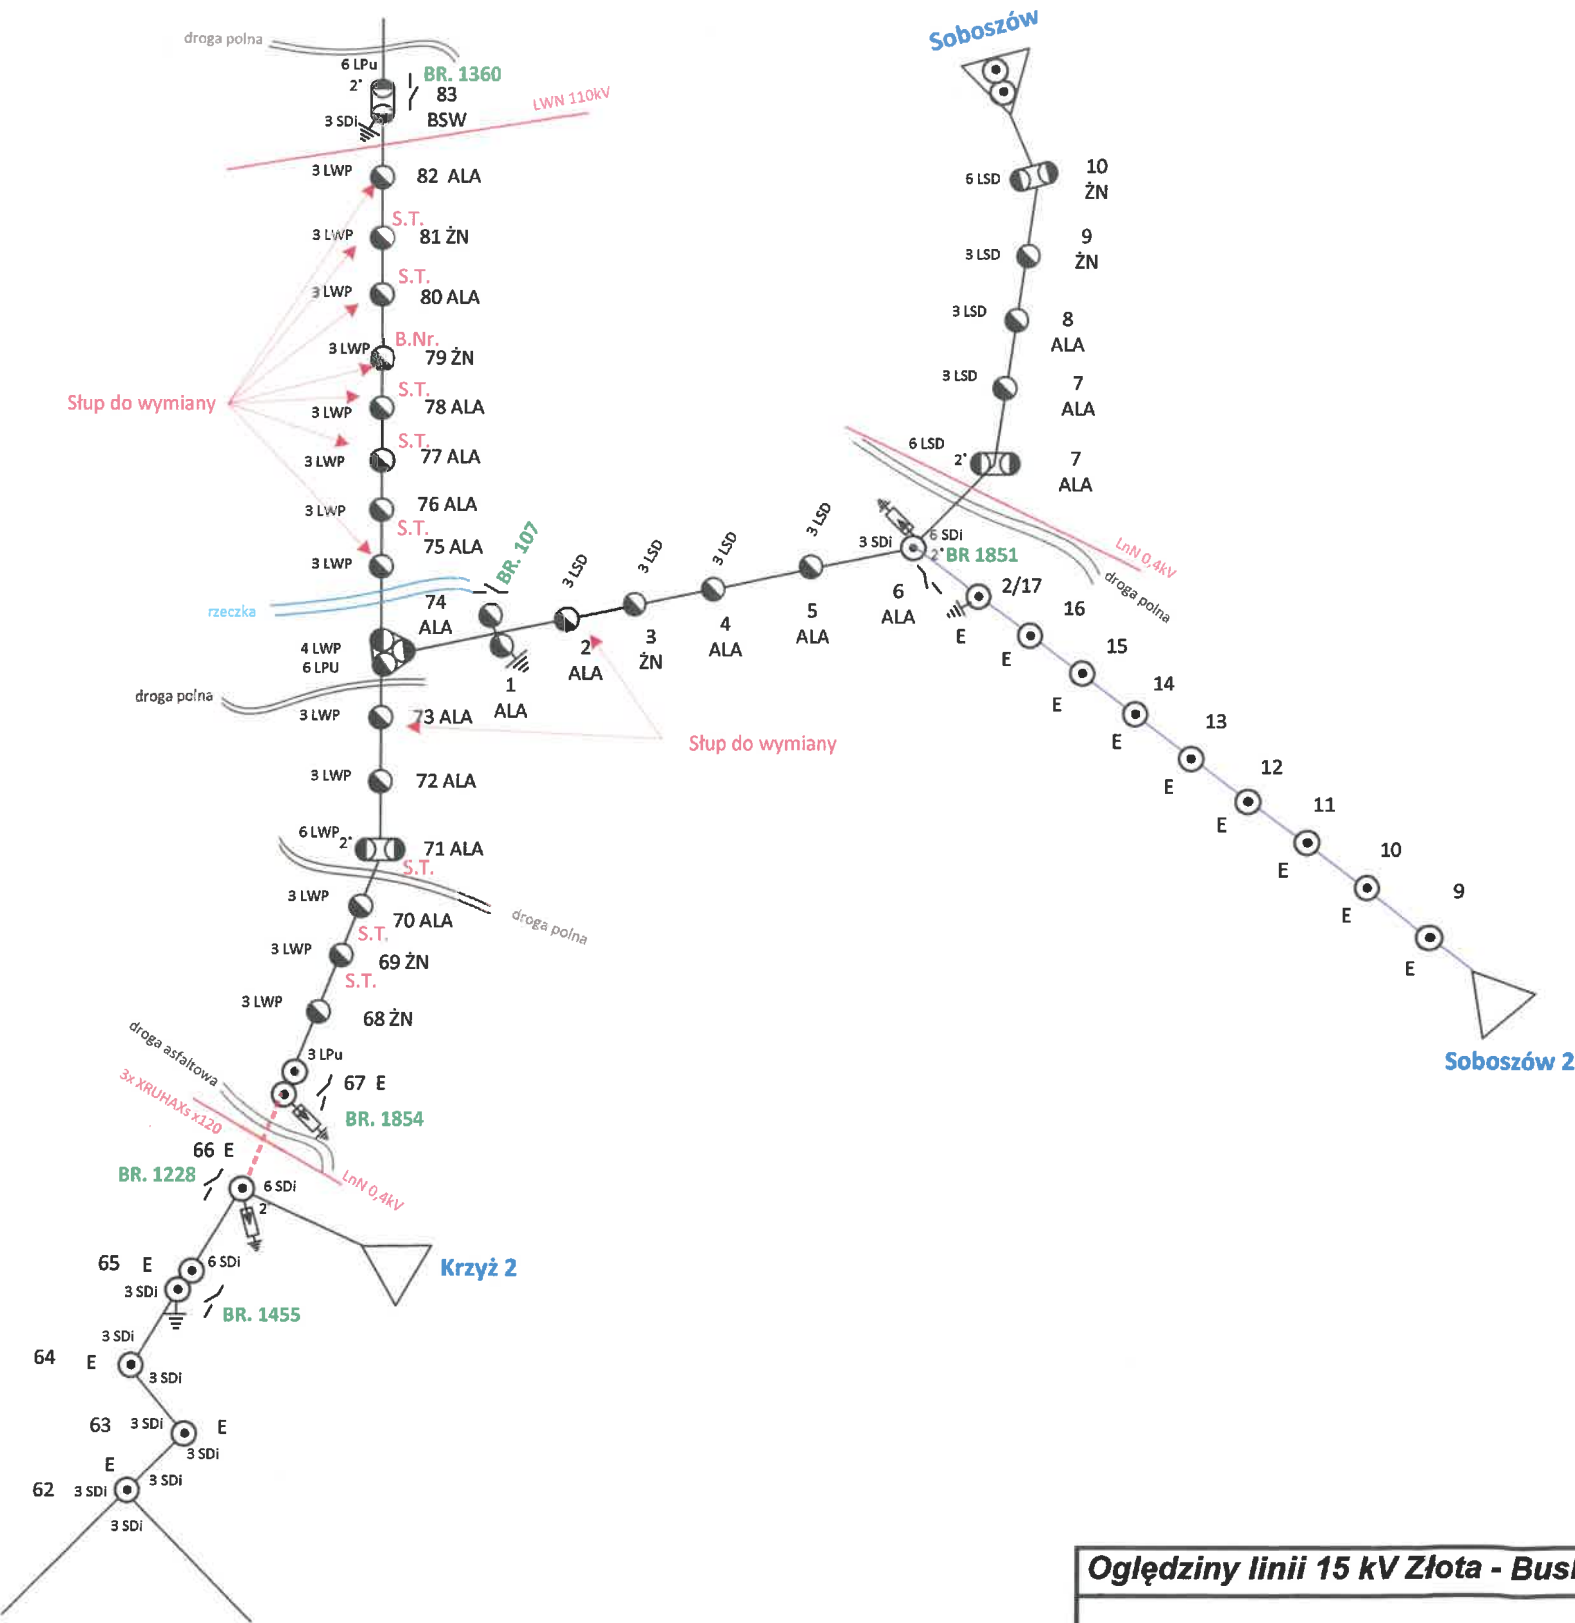 droga polna
6 LPu
2°
BR. 1360
83
BSW
3 SDi
LWN 110kV
3 LWP
82 ALA
S.T.
3 LWP
81 ŻN
S.T.
3 LWP
80 ALA
B.Nr.
3 LWP
79 ŻN
S.T.
Słup do wymiany
3 LWP
78 ALA
S.T.
3 LWP
77 ALA
3 LWP
76 ALA
S.T.
75 ALA
3 LWP
rzeczka
74
ALA
4 LWP
6 LPU
droga polna
BR. 107
1
ALA
3 LSD
2
ALA
3 LSD
3
ŻN
3 LSD
4
ALA
3 LSD
5
ALA
3 SDi
6 SDi
2°
BR 1851
6
ALA
Soboszów
6 LSD
10
ŻN
3 LSD
9
ŻN
3 LSD
8
ALA
3 LSD
7
ALA
6 LSD
2°
7
ALA
LnN 0,4kV
droga polna
2/17
E
16
E
15
E
14
E
13
E
12
E
11
E
10
E
9
E
Soboszów 2
3 LWP
73 ALA
Słup do wymiany
3 LWP
72 ALA
6 LWP
2°
71 ALA
S.T.
droga polna
3 LWP
70 ALA
S.T.
3 LWP
69 ŻN
S.T.
3 LWP
68 ŻN
3 LPu
67 E
BR. 1854
droga asfaltowa
3x XRUHAXs x120
LnN 0,4kV
66 E
BR. 1228
6 SDi
2°
Krzyż 2
65 E
6 SDi
3 SDi
BR. 1455
3 SDi
64 E
3 SDi
63
3 SDi
E
3 SDi
E
3 SDi
62
3 SDi
3 SDi
Oględziny linii 15 kV Złota - Bus